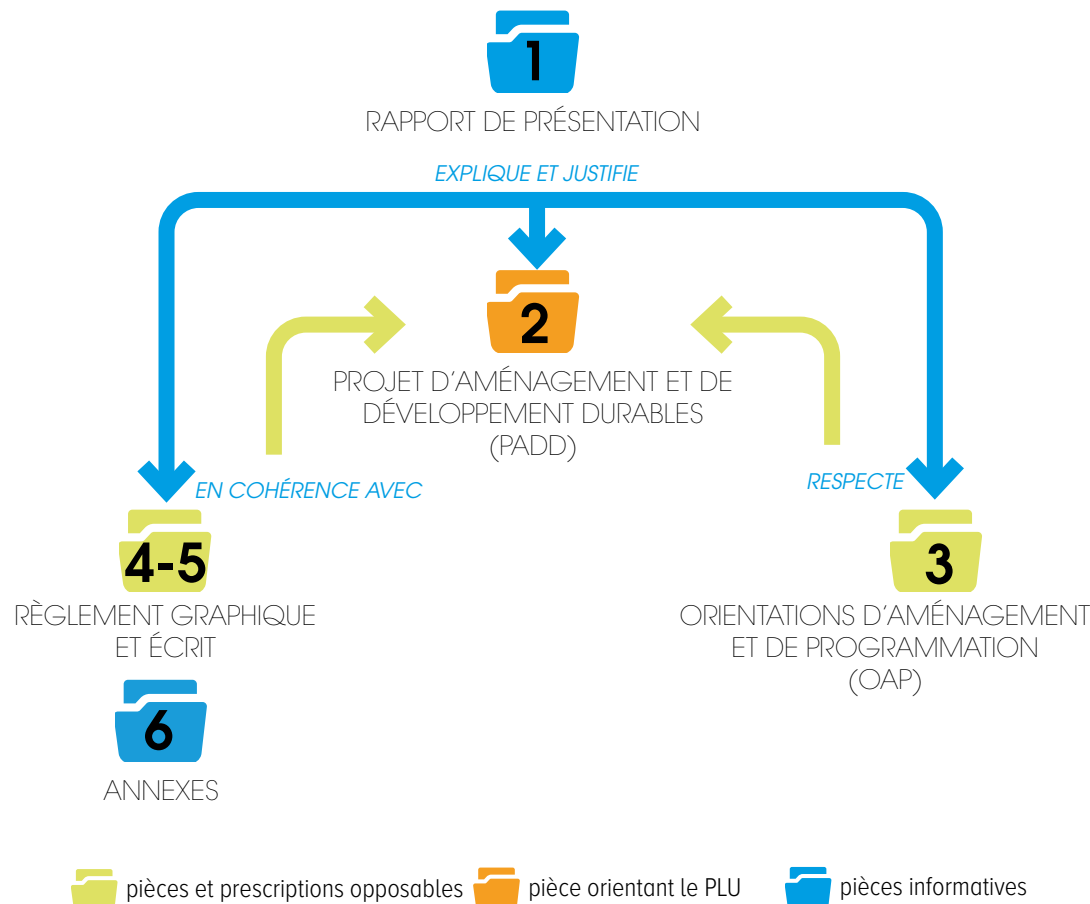 1
RAPPORT DE PRÉSENTATION
EXPLIQUE ET JUSTIFIE
2
PROJET D'AMÉNAGEMENT ET DE
DÉVELOPPEMENT DURABLES
(PADD)
EN COHÉRENCE AVEC
RESPECTE
4-5
RÈGLEMENT GRAPHIQUE
ET ÉCRIT
3
ORIENTATIONS D'AMÉNAGEMENT
ET DE PROGRAMMATION
(OAP)
6
ANNEXES
pièces et prescriptions opposables
pièce orientant le PLU
pièces informatives